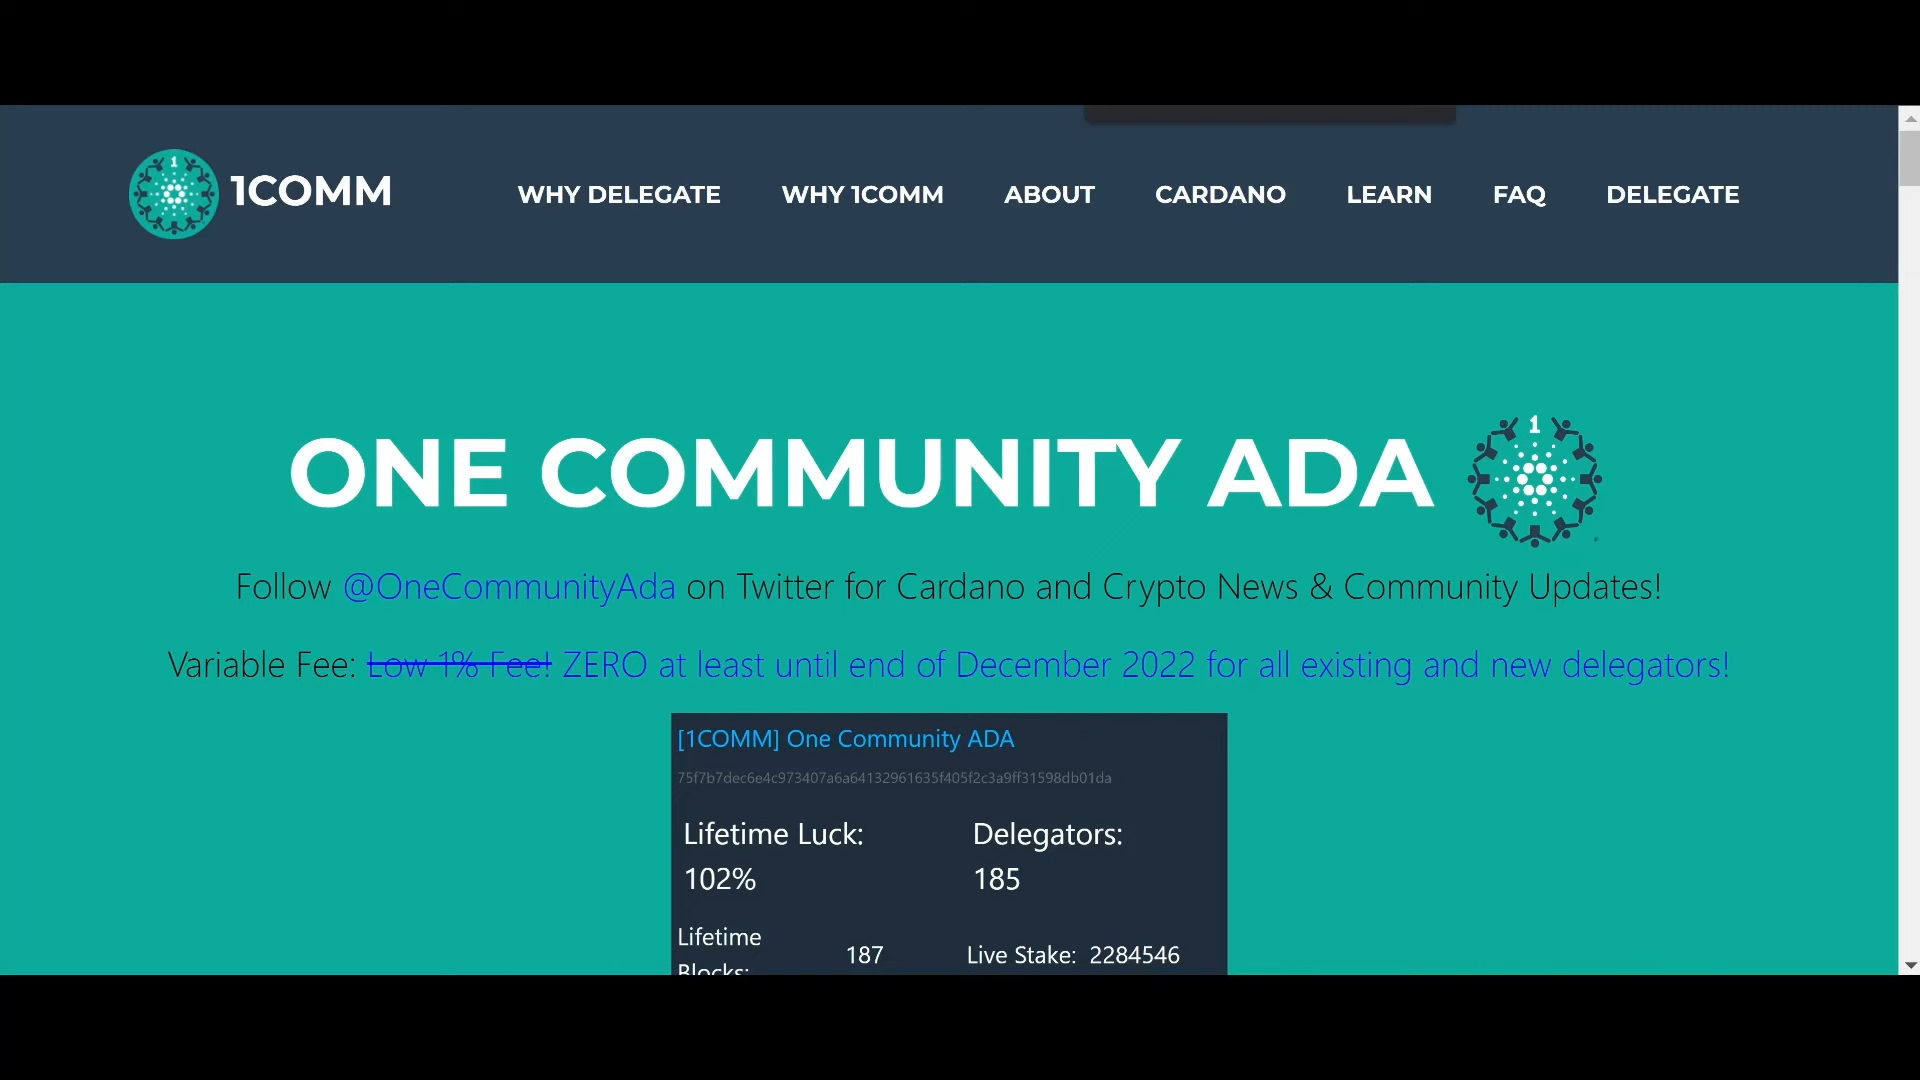 1
1COMM
WHY DELEGATE
WHY 1COMM
ABOUT
CARDANO
LEARN
FAQ
DELEGATE
ONE COMMUNITY ADA
1
Follow @OneCommunityAda on Twitter for Cardano and Crypto News & Community Updates!
Variable Fee: Low 1% Fee! ZERO at least until end of December 2022 for all existing and new delegators!
[1COMM] One Community ADA
75f7b7dec6e4c973407a6a64132961635f405f2c3a9ff31598db01da
Lifetime Luck:
102%
Delegators:
185
Lifetime
Blocks:
187
Live Stake: 2284546